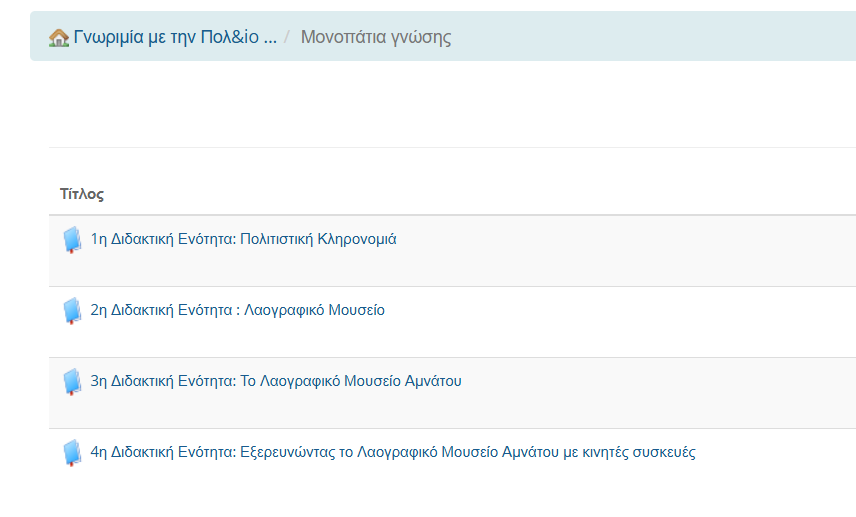 Γνωριμία με την Πολ&io ... / Μονοπάτια γνώσης
Τίτλος
1η Διδακτική Ενότητα: Πολιτιστική Κληρονομιά
2η Διδακτική Ενότητα : Λαογραφικό Μουσείο
3η Διδακτική Ενότητα: Το Λαογραφικό Μουσείο Αμνάτου
4η Διδακτική Ενότητα: Εξερευνώντας το Λαογραφικό Μουσείο Αμνάτου με κινητές συσκευές